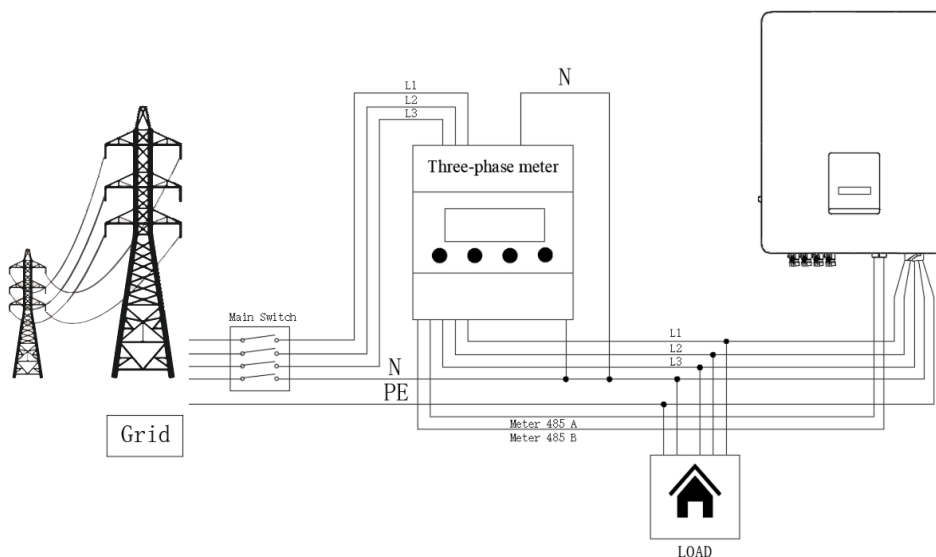 L1
L2
L3
N
Three-phase meter
Main Switch
L1
L2
L3
N
PE
Grid
Meter 485 A
Meter 485 B
LOAD